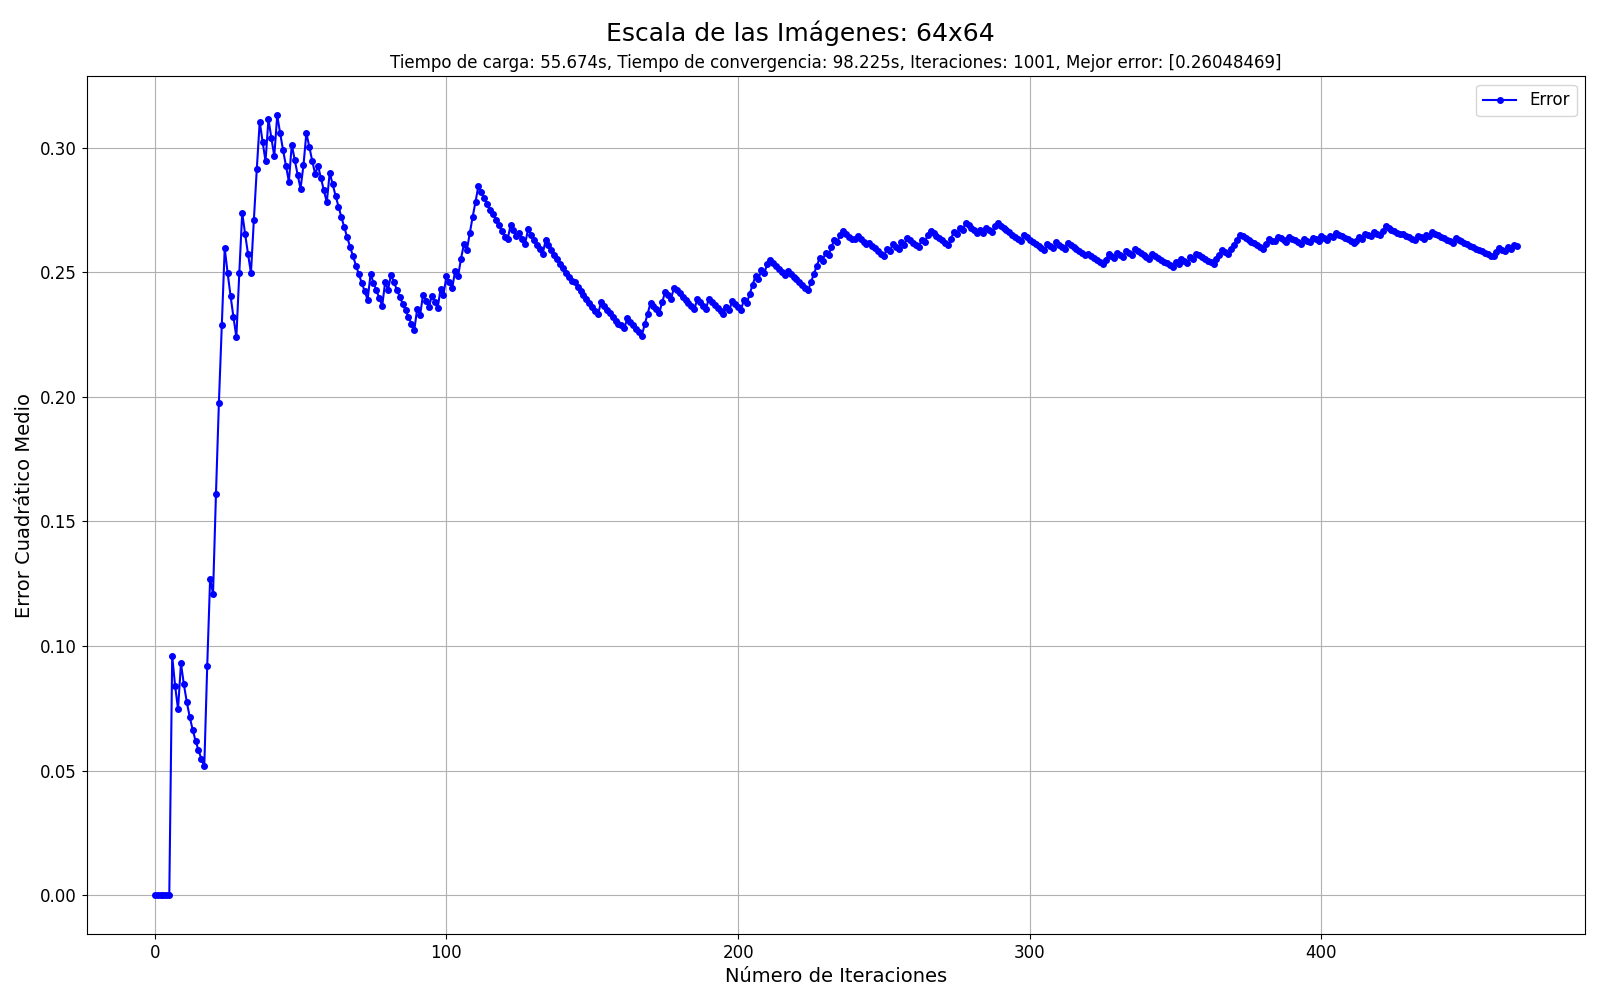 Escala de las Imágenes: 64x64
Tiempo de carga: 55.674s, Tiempo de convergencia: 98.225s, Iteraciones: 1001, Mejor error: [0.26048469]
Error
Error Cuadrático Medio
0.30
0.25
0.20
0.15
0.10
0.05
0.00
0 100 200 300 400
Número de Iteraciones